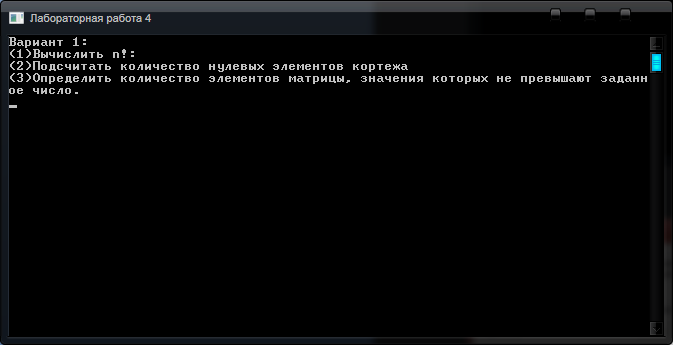 Лабораторная работа 4
Вариант 1:
(1)Вычислить n!:
(2)Подсчитать количество нулевых элементов кортежа
(3)Определить количество элементов матрицы, значения которых не превышают заданн
ое число.